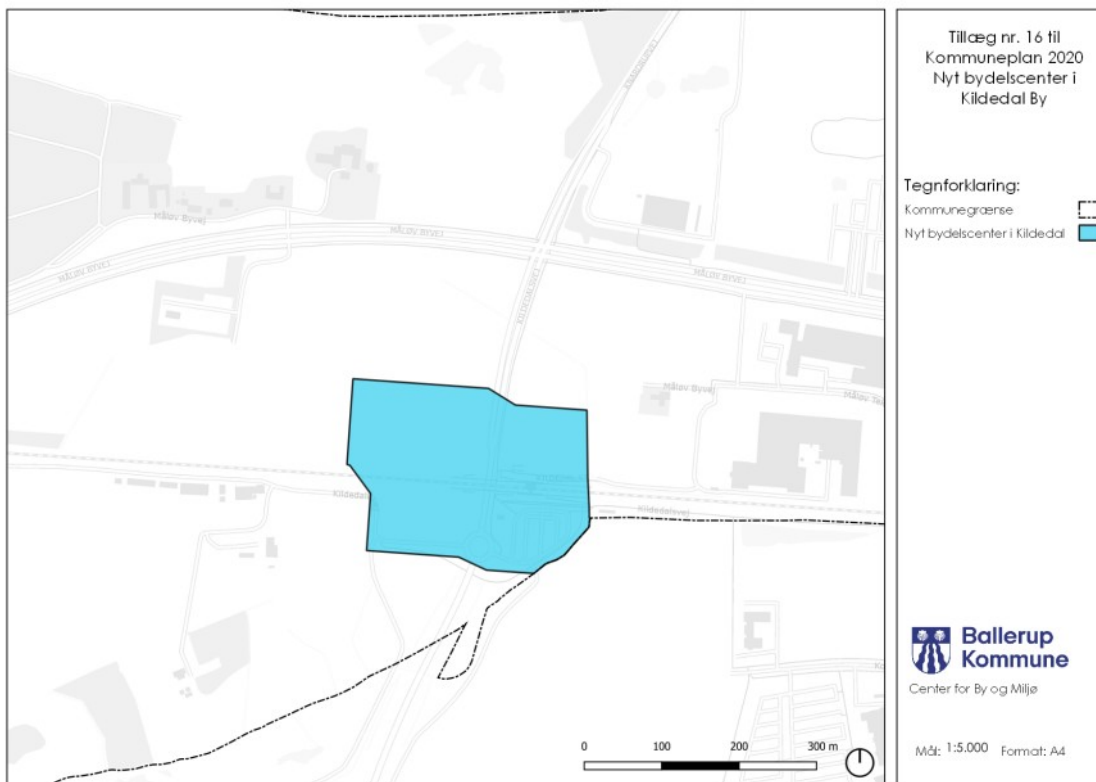 Tillæg nr. 16 til
Kommuneplan 2020
Nyt bydelscenter i
Kildedal By
Tegnforklaring:
Kommunegrænse
Nyt bydelscenter i Kildedal
Ballerup
Kommune
Center for By og Miljø
Mål: 1:5.000 Format: A4
Måløv Byvej
MÅLØV BYVEJ
MÅLØV BYVEJ
MÅLØV BYVEJ
KILDEDALSVEJ
Måløv Byvej
Kildedalsvej
0 100 200 300 m